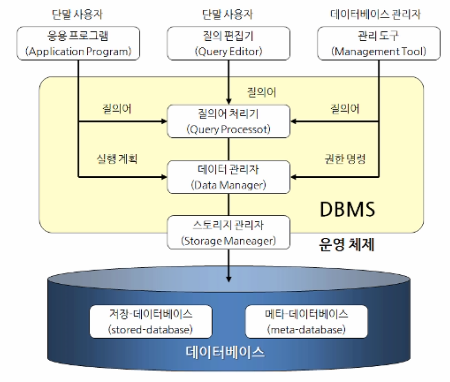 단말 사용자
단말 사용자
데이터베이스 관리자
응용 프로그램
(Application Program)
질의 편집기
(Query Editor)
관리 도구
(Management Tool)
질의어
질의어
질의어
질의어 처리기
(Query Processot)
실행 계획
권한 명령
데이터 관리자
(Data Manager)
DBMS
스토리지 관리자
(Storage Maneager)
운영 체제
저장·데이터베이스
(stored-database)
메타·데이터베이스
(meta-database)
데이터베이스